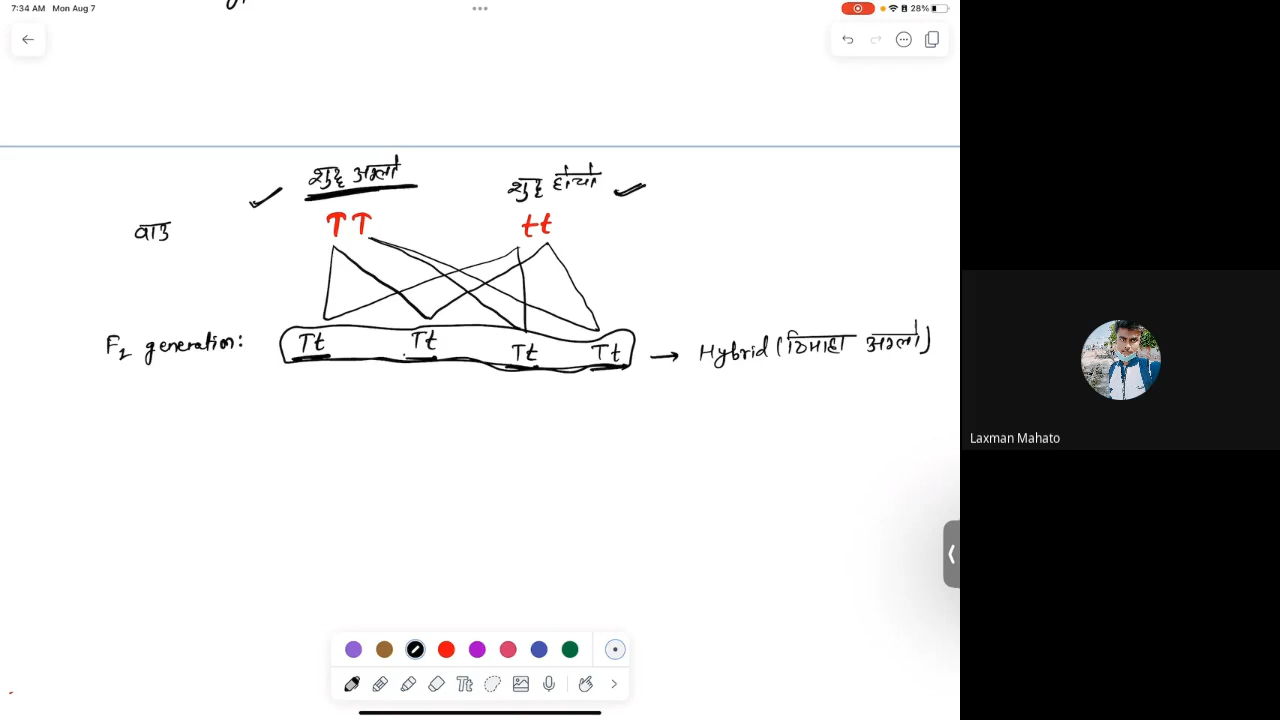 7:34 AM Mon Aug 7
28%
शुद्ध अग्लो
शुद्ध होचो
TT
tt
F₁ generation:
Tt
Tt
Tt
Tt
→ Hybrid (ठिमाहा अग्लो)
Laxman Mahato
Tt